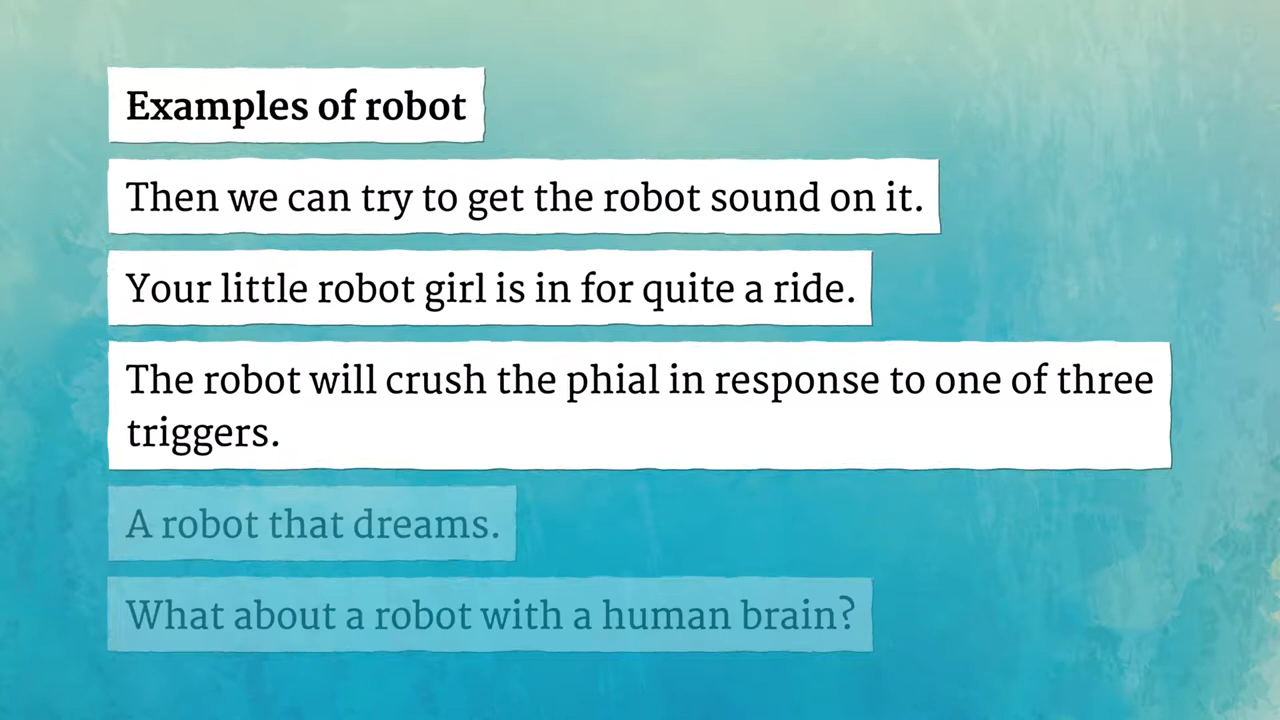 Examples of robot
Then we can try to get the robot sound on it.
Your little robot girl is in for quite a ride.
The robot will crush the phial in response to one of three
triggers.
A robot that dreams.
What about a robot with a human brain?